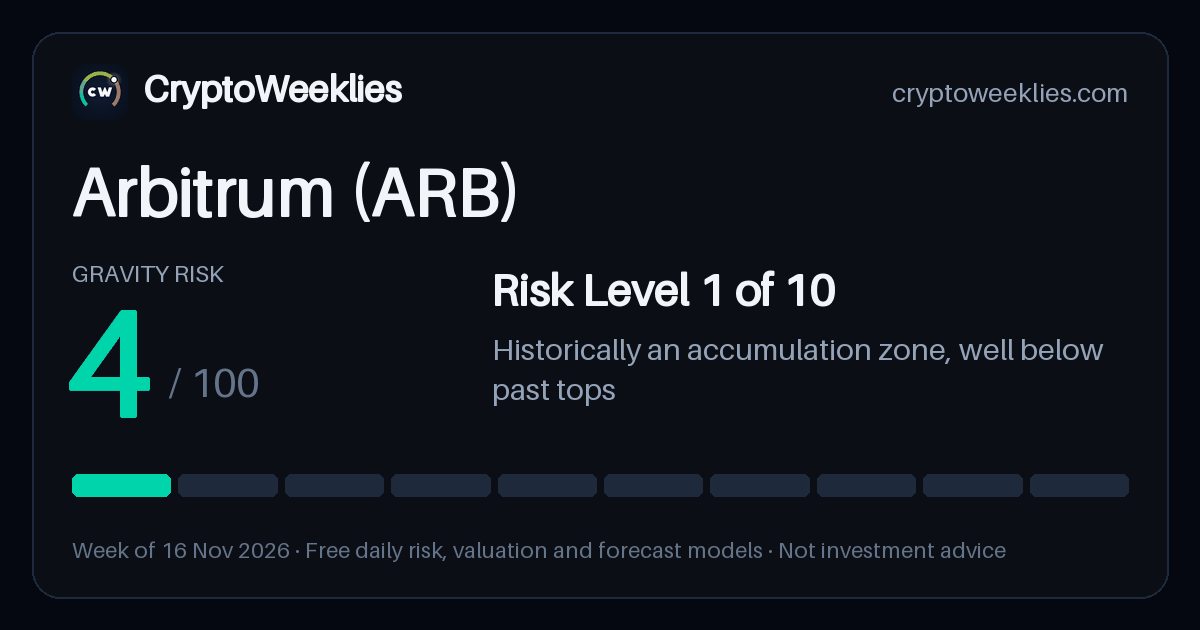 CW
CryptoWeeklies
cryptoweeklies.com
Arbitrum (ARB)
GRAVITY RISK
4 / 100
Risk Level 1 of 10
Historically an accumulation zone, well below
past tops
Week of 16 Nov 2026 · Free daily risk, valuation and forecast models · Not investment advice